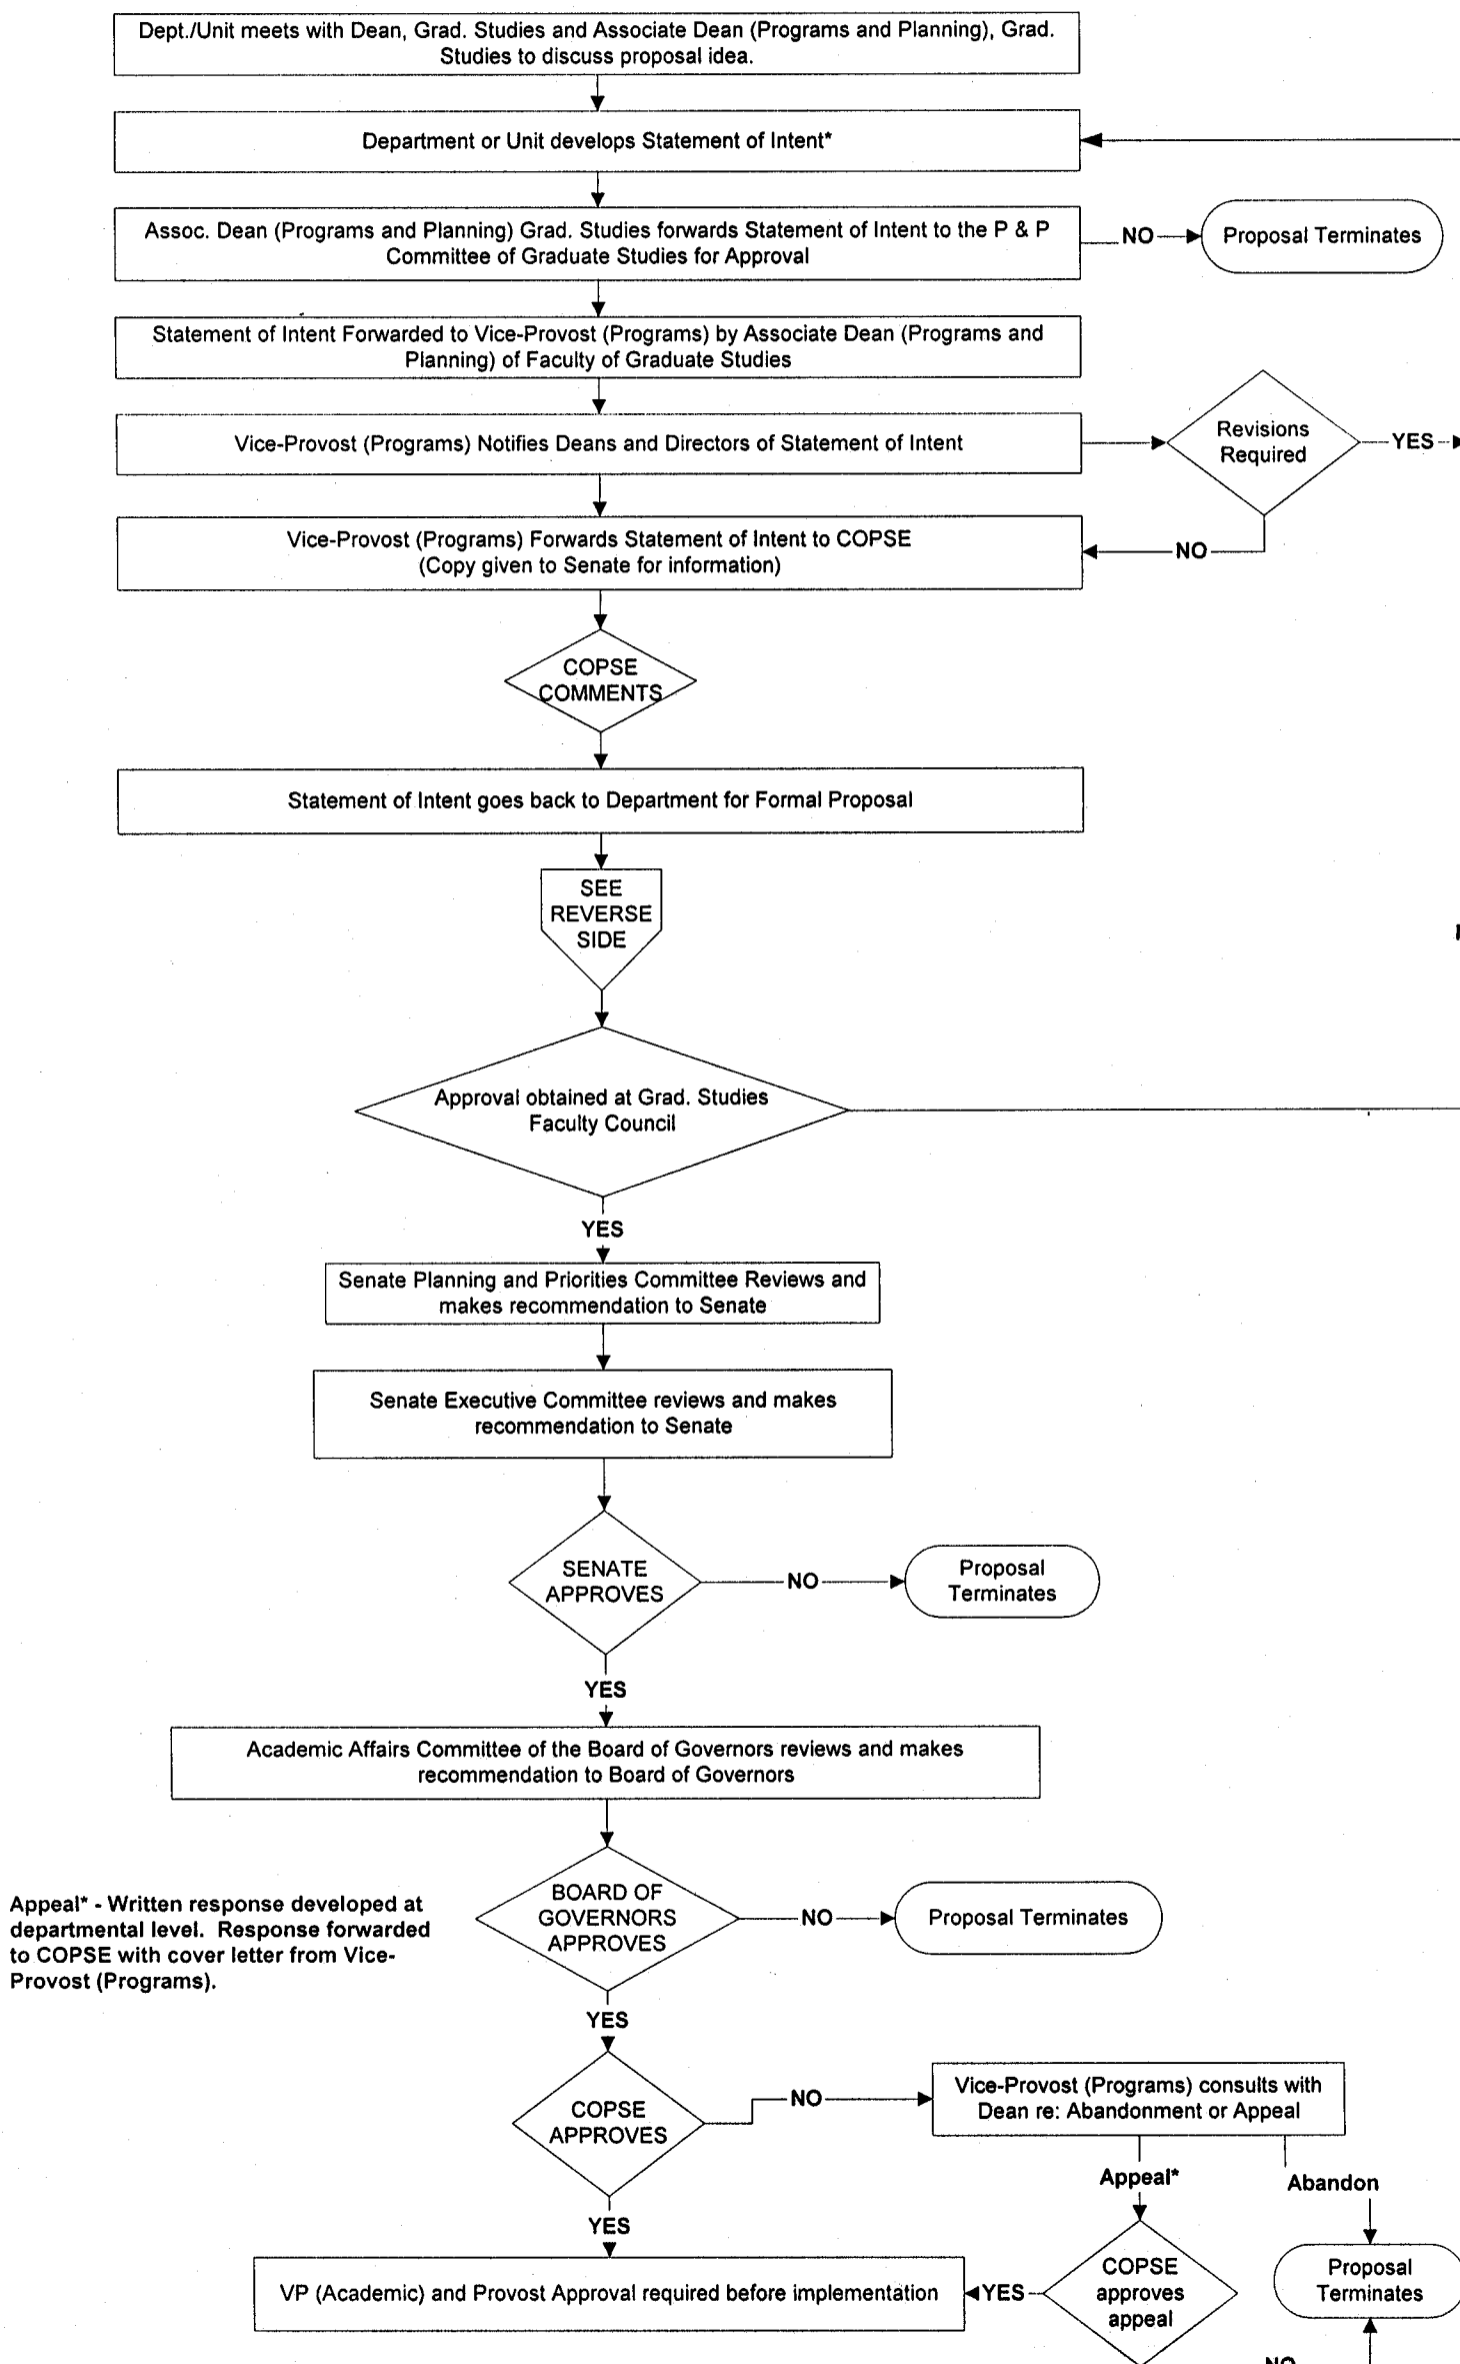 Dept./Unit meets with Dean, Grad. Studies and Associate Dean (Programs and Planning), Grad.
Studies to discuss proposal idea.
Department or Unit develops Statement of Intent*
Assoc. Dean (Programs and Planning) Grad. Studies forwards Statement of Intent to the P & P
Committee of Graduate Studies for Approval
NO
Proposal Terminates
Statement of Intent Forwarded to Vice-Provost (Programs) by Associate Dean (Programs and
Planning) of Faculty of Graduate Studies
Vice-Provost (Programs) Notifies Deans and Directors of Statement of Intent
Revisions
Required
YES
Vice-Provost (Programs) Forwards Statement of Intent to COPSE
(Copy given to Senate for information)
NO
COPSE
COMMENTS
Statement of Intent goes back to Department for Formal Proposal
SEE
REVERSE
SIDE
Approval obtained at Grad. Studies
Faculty Council
YES
Senate Planning and Priorities Committee Reviews and
makes recommendation to Senate
Senate Executive Committee reviews and makes
recommendation to Senate
SENATE
APPROVES
NO
Proposal
Terminates
YES
Academic Affairs Committee of the Board of Governors reviews and makes
recommendation to Board of Governors
Appeal* - Written response developed at
departmental level. Response forwarded
to COPSE with cover letter from Vice-
Provost (Programs).
BOARD OF
GOVERNORS
APPROVES
NO
Proposal Terminates
YES
COPSE
APPROVES
NO
Vice-Provost (Programs) consults with
Dean re: Abandonment or Appeal
Appeal*
Abandon
YES
VP (Academic) and Provost Approval required before implementation
YES
COPSE
approves
appeal
Proposal
Terminates
NO